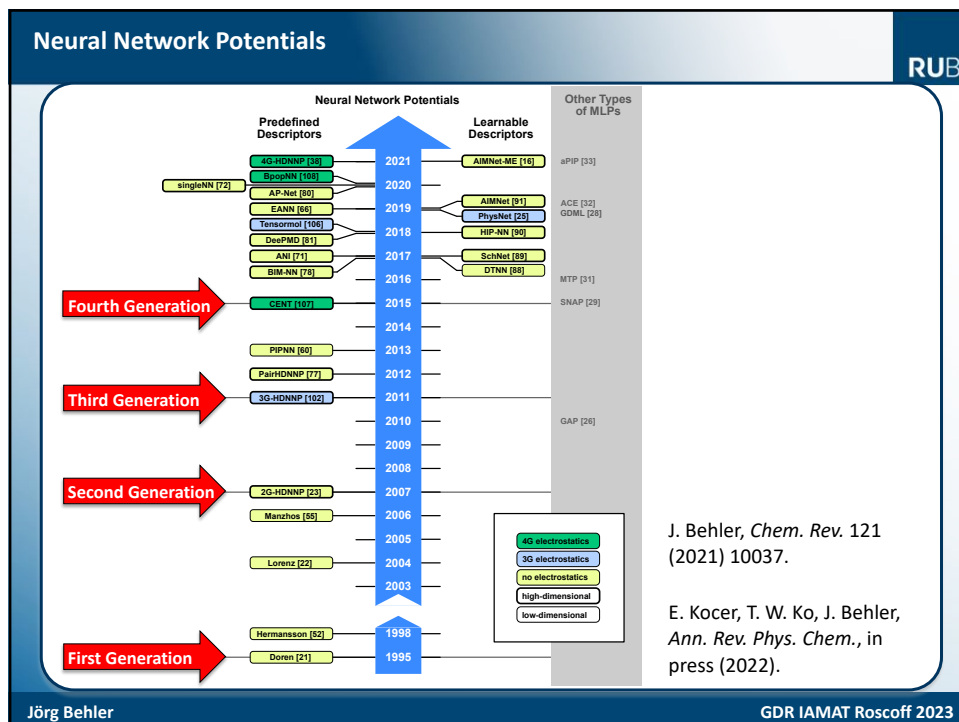 Neural Network Potentials
RUB
Neural Network Potentials
Other Types
of MLPs
Predefined
Descriptors
Learnable
Descriptors
4G-HDNNP [38]
2021
AIMNet-ME [16]
aPIP [33]
BpopNN [108]
singleNN [72]
2020
AP-Net [80]
AIMNet [91]
ACE [32]
EANN [66]
2019
GDML [28]
PhysNet [25]
Tensormol [106]
2018
HIP-NN [90]
DeePMD [81]
ANI [71]
2017
SchNet [89]
BIM-NN [78]
DTNN [88]
2016
MTP [31]
Fourth Generation
CENT [107]
2015
SNAP [29]
2014
PIPNN [60]
2013
PairHDNNP [77]
2012
Third Generation
3G-HDNNP [102]
2011
2010
GAP [26]
2009
2008
Second Generation
2G-HDNNP [23]
2007
Manzhos [55]
2006
2005
Lorenz [22]
2004
2003
Hermansson [52]
1998
First Generation
Doren [21]
1995
4G electrostatics
3G electrostatics
no electrostatics
high-dimensional
low-dimensional
J. Behler, Chem. Rev. 121
(2021) 10037.
E. Kocer, T. W. Ko, J. Behler,
Ann. Rev. Phys. Chem., in
press (2022).
Jörg Behler
GDR IAMAT Roscoff 2023